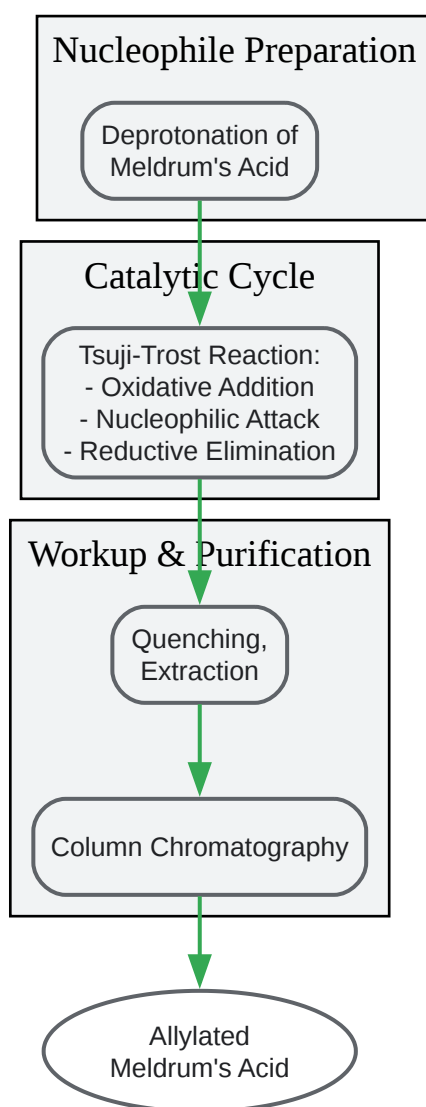 Nucleophile Preparation
Deprotonation of
Meldrum's Acid
Catalytic Cycle
Tsuji-Trost Reaction:
- Oxidative Addition
- Nucleophilic Attack
- Reductive Elimination
Workup & Purification
Quenching,
Extraction
Column Chromatography
Allylated
Meldrum's Acid